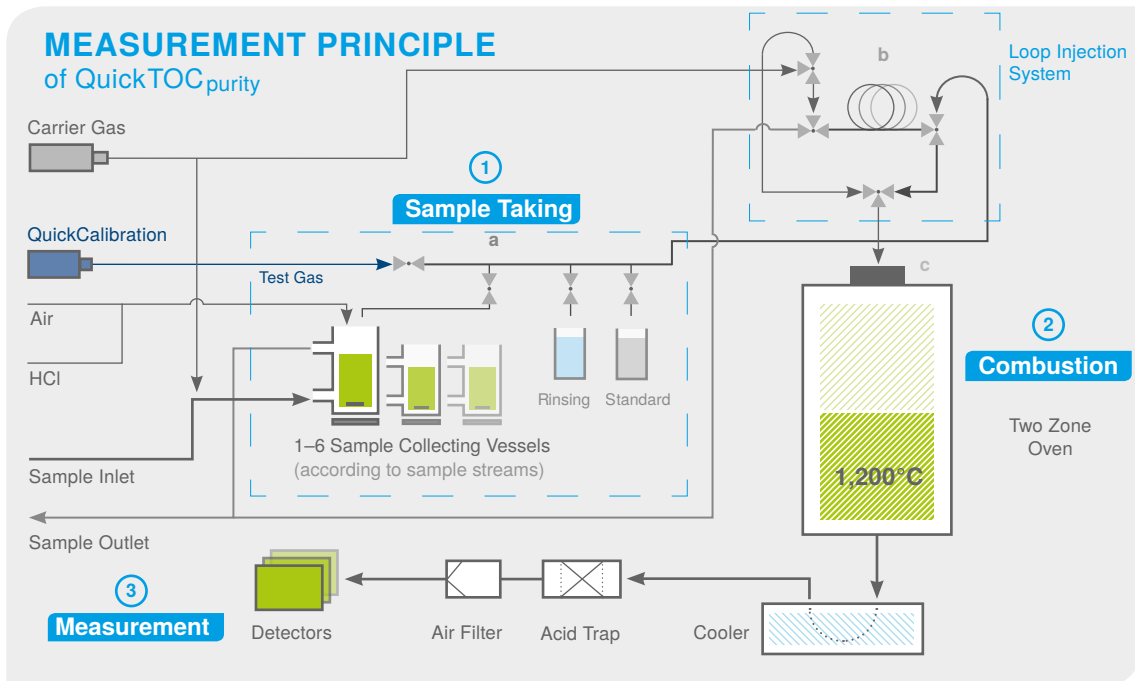 MEASUREMENT PRINCIPLE
of QuickTOCpurity
b
Loop Injection
System
Carrier Gas
1
Sample Taking
QuickCalibration
a
Test Gas
c
Air
2
HCl
Combustion
Rinsing
Standard
Two Zone
Oven
1–6 Sample Collecting Vessels
(according to sample streams)
Sample Inlet
1,200°C
Sample Outlet
3
Measurement
Detectors
Air Filter
Acid Trap
Cooler